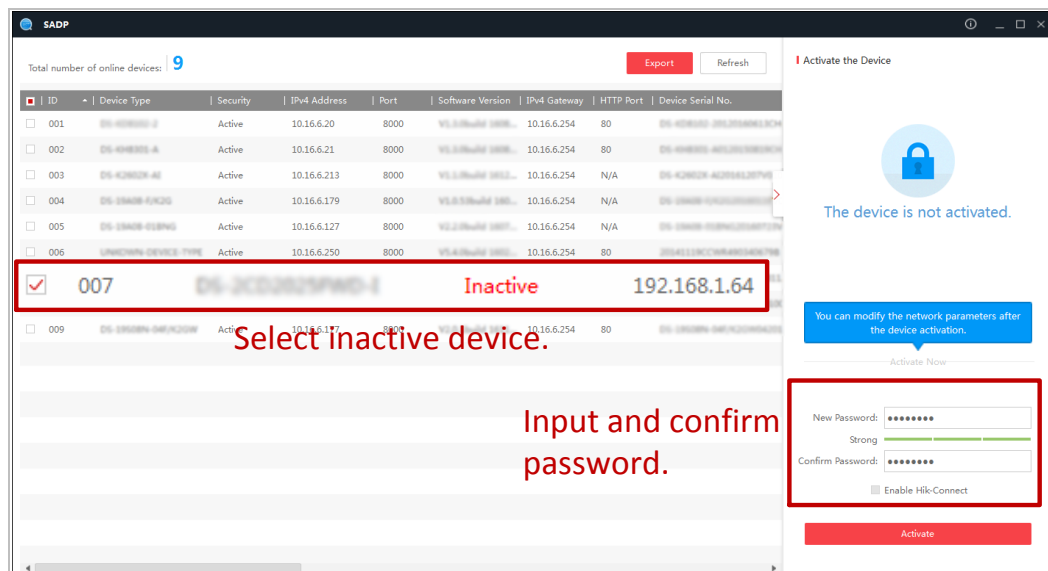 SADP
Total number of online devices: 9
Export
Refresh
Activate the Device
ID | Device Type | Security | IPv4 Address | Port | Software Version | IPv4 Gateway | HTTP Port | Device Serial No.
001 Active 10.16.6.20 8000 10.16.6.254 80
002 Active 10.16.6.21 8000 10.16.6.254 80
003 Active 10.16.6.213 8000 10.16.6.254 N/A
004 Active 10.16.6.179 8000 10.16.6.254 N/A
005 Active 10.16.6.127 8000 10.16.6.254 N/A
006 Active 10.16.6.250 8000 10.16.6.254 80
007 Inactive 192.168.1.64
009 Active 8000 10.16.6.254 80
Select inactive device.
Input and confirm
password.
The device is not activated.
You can modify the network parameters after
the device activation.
Activate Now
New Password: ●●●●●●●●
Strong
Confirm Password: ●●●●●●●●
Enable Hik-Connect
Activate